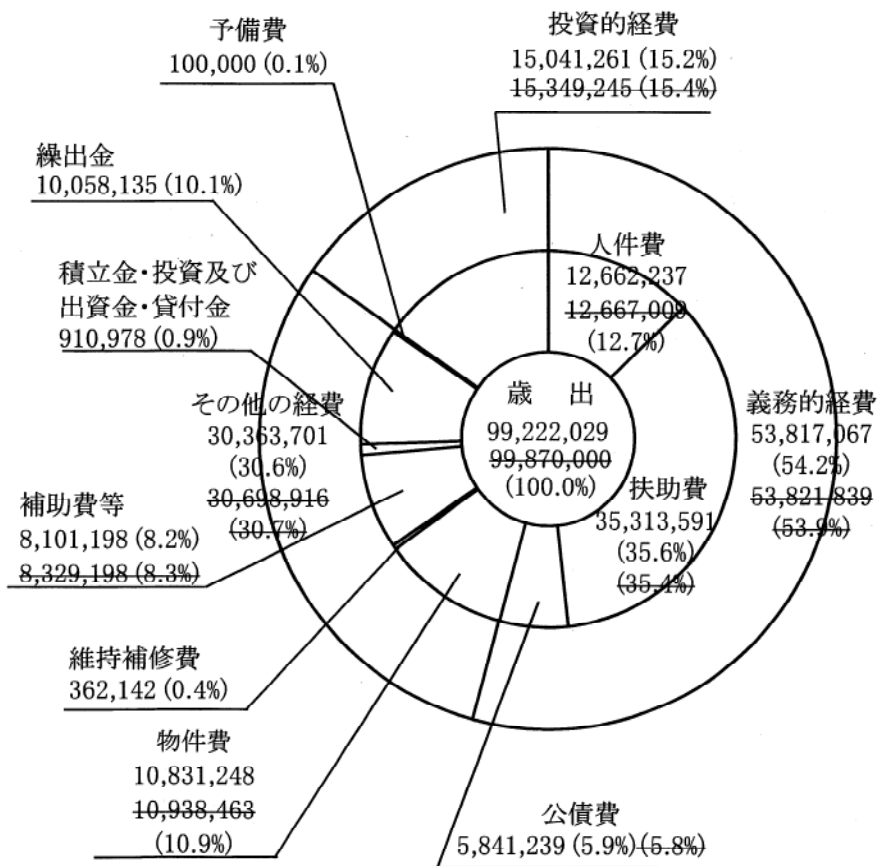 予備費
100,000 (0.1%)
投資的経費
15,041,261 (15.2%)
15,349,245 (15.4%)
繰出金
10,058,135 (10.1%)
積立金・投資及び
出資金・貸付金
910,978 (0.9%)
人件費
12,662,237
12,667,009
(12.7%)
歳　出
99,222,029
99,870,000
(100.0%)
その他の経費
30,363,701
(30.6%)
30,698,916
(30.7%)
義務的経費
53,817,067
(54.2%)
53,821,839
(53.9%)
扶助費
35,313,591
(35.6%)
(35.4%)
補助費等
8,101,198 (8.2%)
8,329,198 (8.3%)
維持補修費
362,142 (0.4%)
物件費
10,831,248
10,938,463
(10.9%)
公債費
5,841,239 (5.9%) (5.8%)